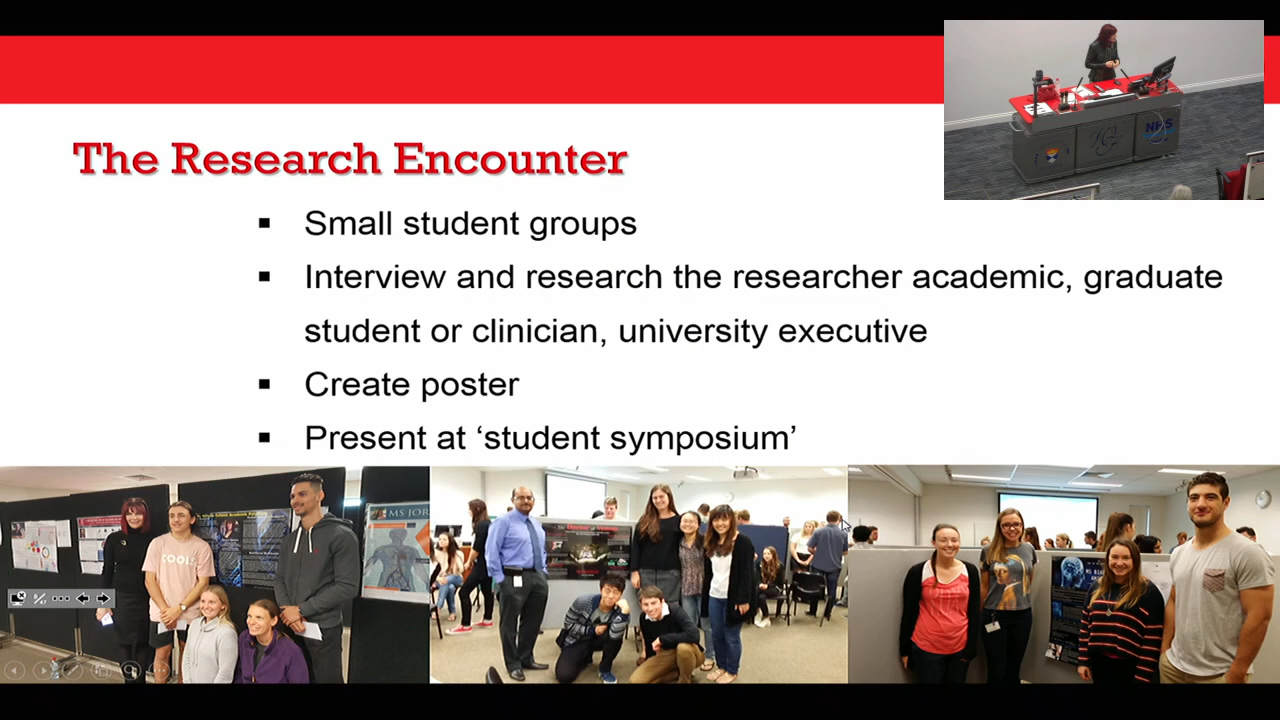 The Research Encounter
NHS
▪ Small student groups
▪ Interview and research the researcher academic, graduate
student or clinician, university executive
▪ Create poster
▪ Present at ‘student symposium’
COOL!
MS JOR